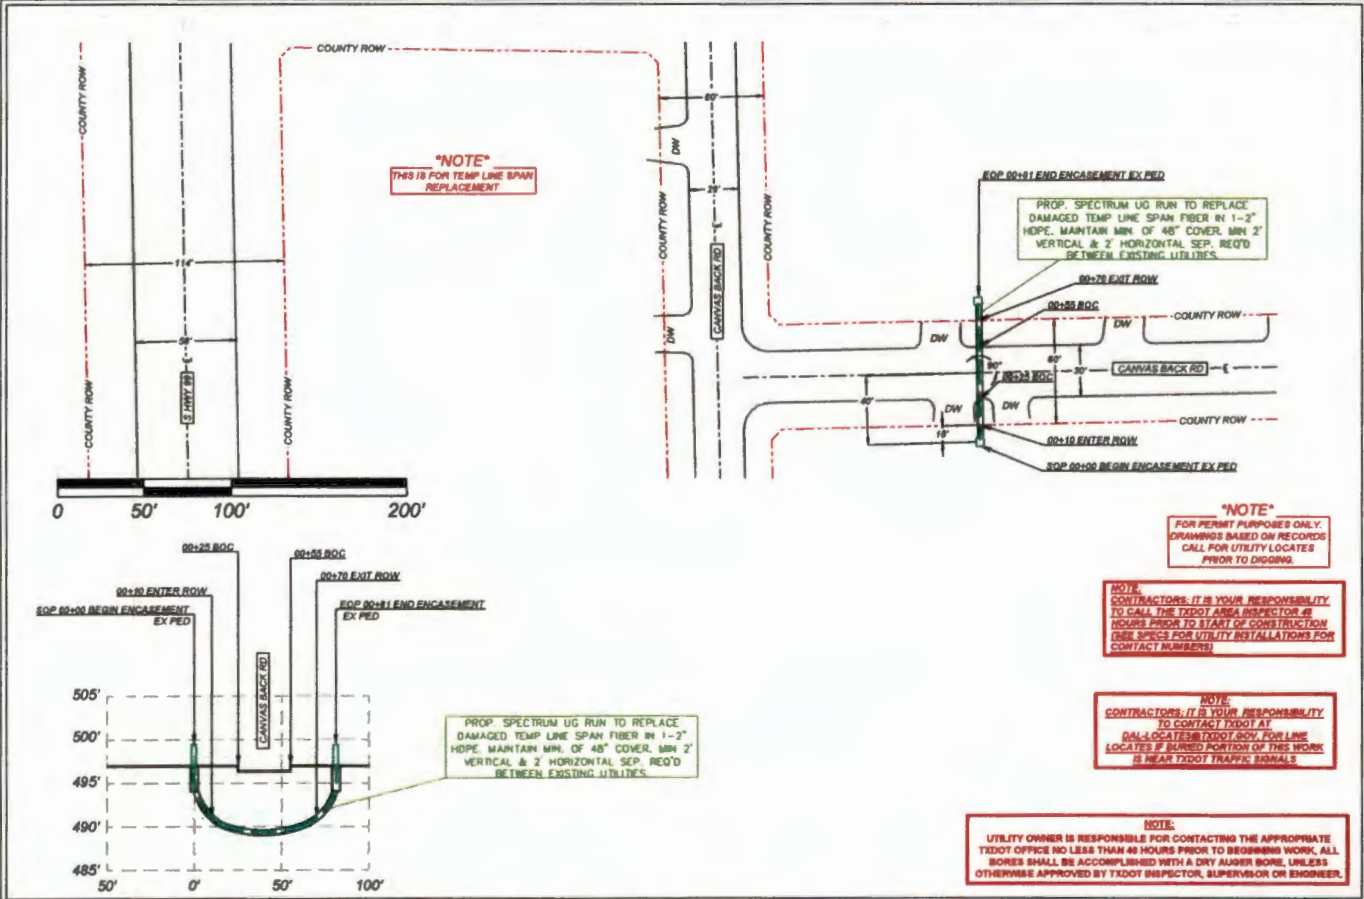 COUNTY ROW
COUNTY ROW
COUNTY ROW
COUNTY ROW
114'
58'
S HWY 99
℄
*NOTE*
THIS IS FOR TEMP LINE SPAN
REPLACEMENT
60'
DW
25'
COUNTY ROW
COUNTY ROW
CANVAS BACK RD
℄
DW
EOP 00+81 END ENCASEMENT EX PED
PROP. SPECTRUM UG RUN TO REPLACE
DAMAGED TEMP LINE SPAN FIBER IN 1-2"
HDPE. MAINTAIN MIN. OF 48" COVER. MIN 2'
VERTICAL & 2' HORIZONTAL SEP. REQ'D
BETWEEN EXISTING UTILITIES.
00+70 EXIT ROW
00+55 BOC
COUNTY ROW
DW
DW
60'
90°
30'
CANVAS BACK RD
℄
00+25 BOC
40'
DW
DW
15'
COUNTY ROW
00+10 ENTER ROW
SOP 00+00 BEGIN ENCASEMENT EX PED
0
50'
100'
200'
*NOTE*
FOR PERMIT PURPOSES ONLY.
DRAWINGS BASED ON RECORDS
CALL FOR UTILITY LOCATES
PRIOR TO DIGGING.
NOTE:
CONTRACTORS: IT IS YOUR RESPONSIBILITY
TO CALL THE TXDOT AREA INSPECTOR 48
HOURS PRIOR TO START OF CONSTRUCTION
(SEE SPECS FOR UTILITY INSTALLATIONS FOR
CONTACT NUMBERS)
NOTE:
CONTRACTORS: IT IS YOUR RESPONSIBILITY
TO CONTACT TXDOT AT
DAL-LOCATES@TXDOT.GOV. FOR LINE
LOCATES IF BURIED PORTION OF THIS WORK
IS NEAR TXDOT TRAFFIC SIGNALS
NOTE:
UTILITY OWNER IS RESPONSIBLE FOR CONTACTING THE APPROPRIATE
TXDOT OFFICE NO LESS THAN 48 HOURS PRIOR TO BEGINNING WORK, ALL
BORES SHALL BE ACCOMPLISHED WITH A DRY AUGER BORE, UNLESS
OTHERWISE APPROVED BY TXDOT INSPECTOR, SUPERVISOR OR ENGINEER.
00+25 BOC
00+55 BOC
00+10 ENTER ROW
00+70 EXIT ROW
SOP 00+00 BEGIN ENCASEMENT
EX PED
EOP 00+81 END ENCASEMENT
EX PED
CANVAS BACK RD
505'
500'
495'
490'
485'
50'
0'
50'
100'
PROP. SPECTRUM UG RUN TO REPLACE
DAMAGED TEMP LINE SPAN FIBER IN 1-2"
HDPE. MAINTAIN MIN. OF 48" COVER. MIN 2'
VERTICAL & 2' HORIZONTAL SEP. REQ'D
BETWEEN EXISTING UTILITIES.